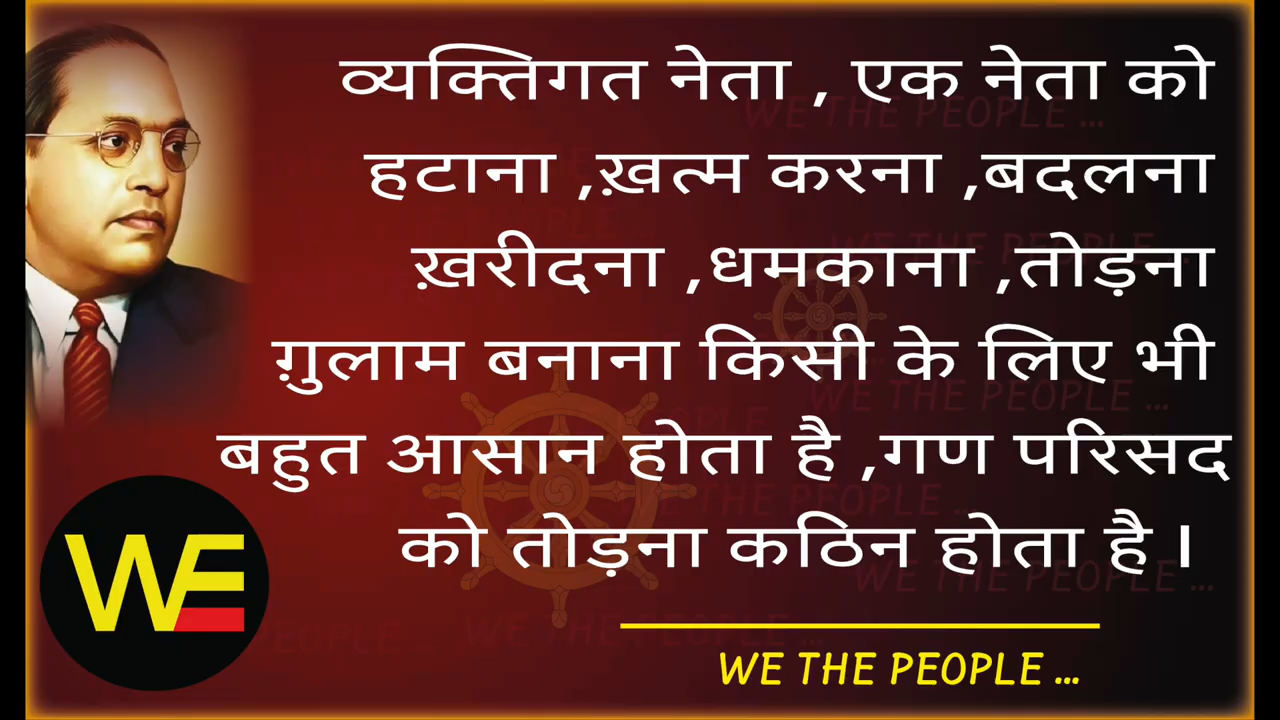 व्यक्तिगत नेता , एक नेता को
हटाना ,ख़त्म करना ,बदलना
ख़रीदना ,धमकाना ,तोड़ना
ग़ुलाम बनाना किसी के लिए भी
बहुत आसान होता है ,गण परिसद
को तोड़ना कठिन होता है ।
WE
WE THE PEOPLE ...